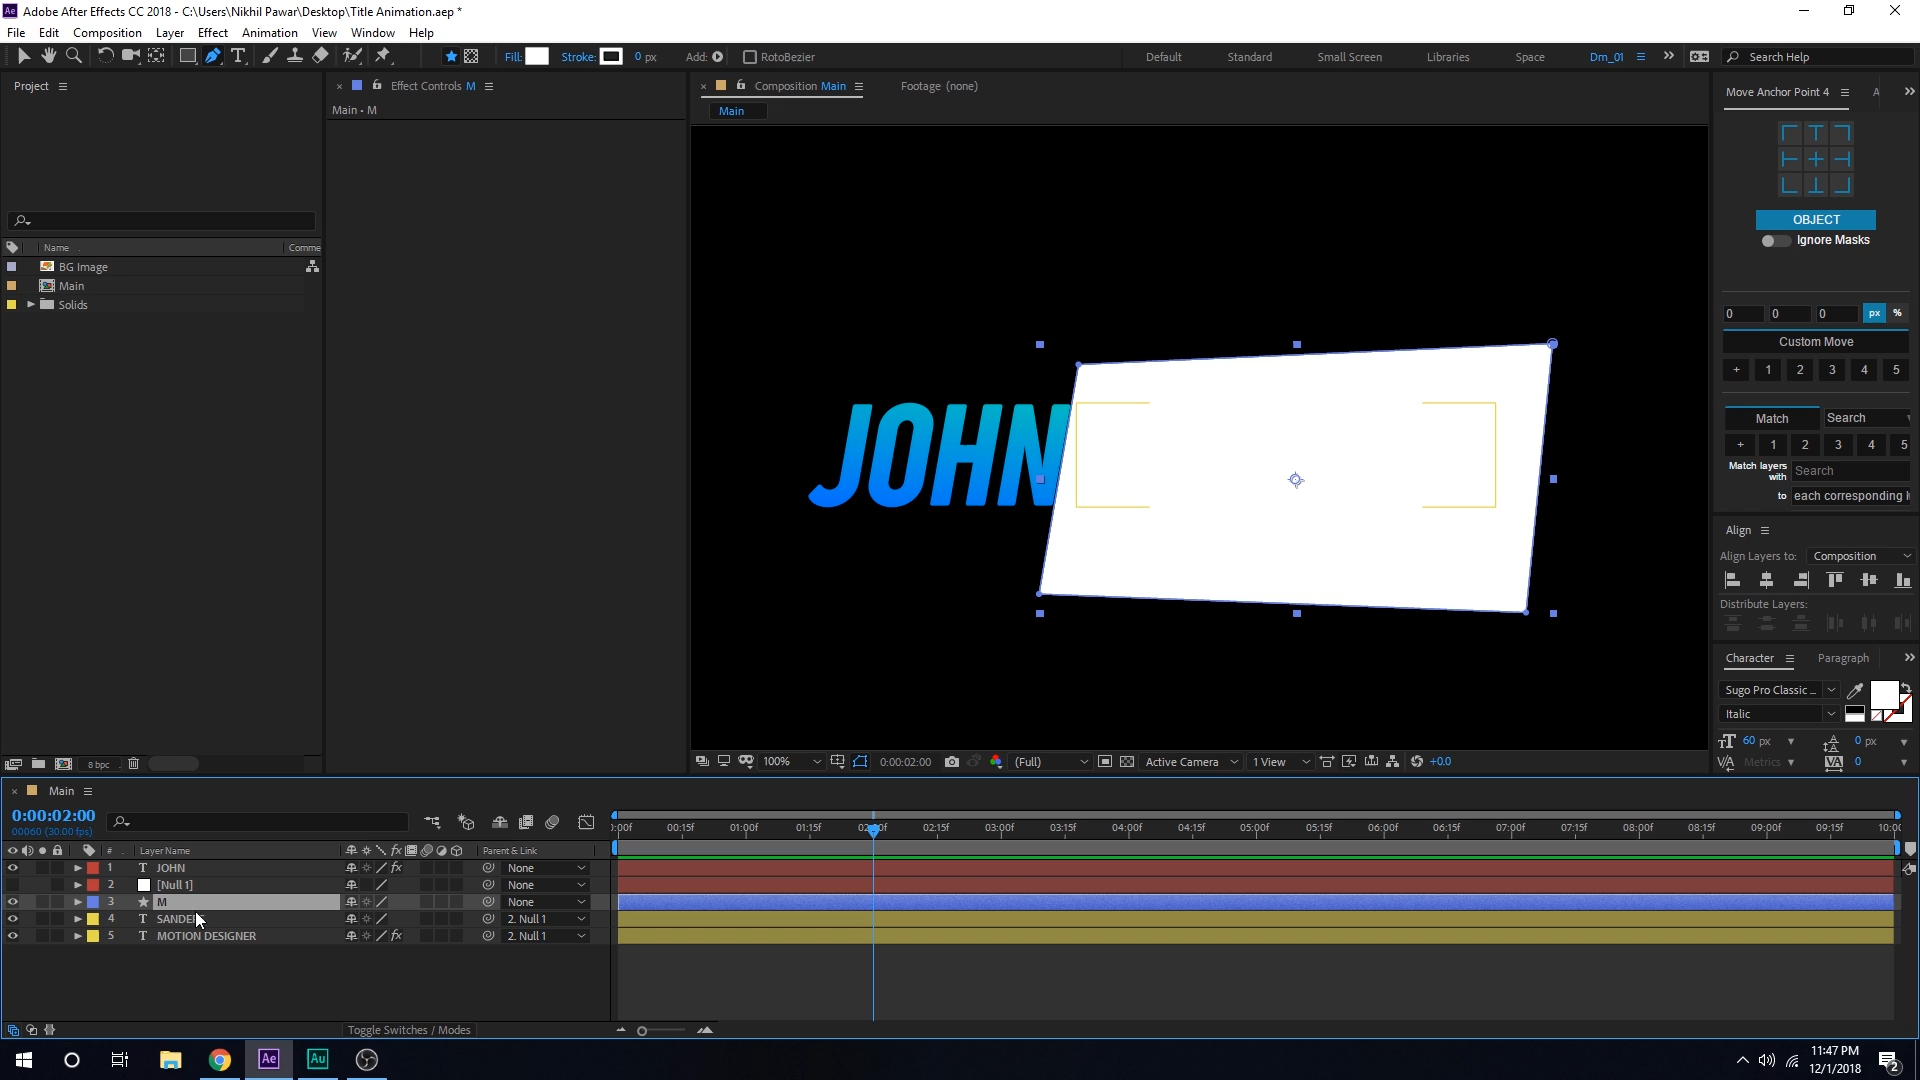 Adobe After Effects CC 2018 - C:\Users\Nikhil Pawar\Desktop\Title Animation.aep *
File Edit Composition Layer Effect Animation View Window Help
Fill: Stroke: 0 px Add: RotoBezier Default Standard Small Screen Libraries Space Dm_01 Search Help
Project
Effect Controls M
Composition Main
Footage (none)
Move Anchor Point 4
Main • M
Main
OBJECT
Ignore Masks
Name
Comme
BG Image
Main
Solids
0 0 0 px %
Custom Move
+ 1 2 3 4 5
JOHN
Match Search
+ 1 2 3 4 5
Match layers with Search
to each corresponding
Align
Align Layers to: Composition
Distribute Layers:
Character Paragraph
Sugo Pro Classic ...
Italic
60 px 0 px
Metrics 0
8 bpc
100% 0:00:02:00 (Full) Active Camera 1 View +0.0
Main
0:00:02:00
00060 (30.00 fps)
:00f 00:15f 01:00f 01:15f 02:00f 02:15f 03:00f 03:15f 04:00f 04:15f 05:00f 05:15f 06:00f 06:15f 07:00f 07:15f 08:00f 08:15f 09:00f 09:15f 10:00
# Layer Name Parent & Link
1 T JOHN fx None
2 [Null 1] None
3 M None
4 T SANDERS 2. Null 1
5 T MOTION DESIGNER fx 2. Null 1
Toggle Switches / Modes
Ae Au
11:47 PM
12/1/2018
2